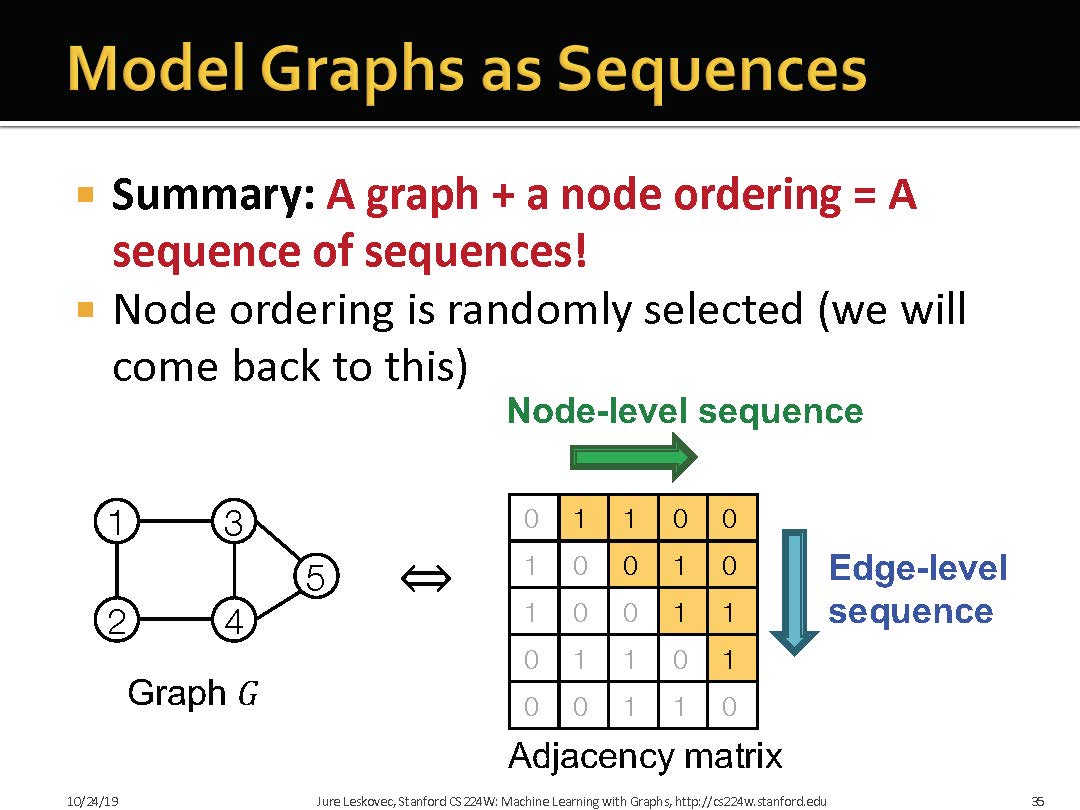 Model Graphs as Sequences
▪ Summary: A graph + a node ordering = A
sequence of sequences!
▪ Node ordering is randomly selected (we will
come back to this)
Node-level sequence
1 3
5
2 4
Graph G
⇔
0 1 1 0 0
1 0 0 1 0
1 0 0 1 1
0 1 1 0 1
0 0 1 1 0
Edge-level
sequence
Adjacency matrix
10/24/19
Jure Leskovec, Stanford CS224W: Machine Learning with Graphs, http://cs224w.stanford.edu
35